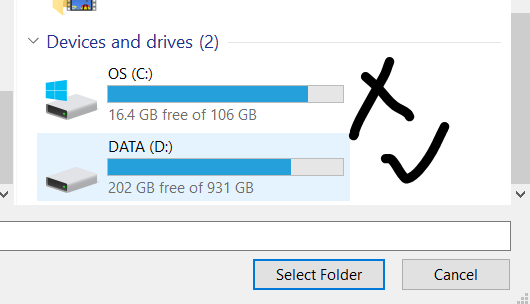 Devices and drives (2)
OS (C:)
16.4 GB free of 106 GB
DATA (D:)
202 GB free of 931 GB
Select Folder
Cancel